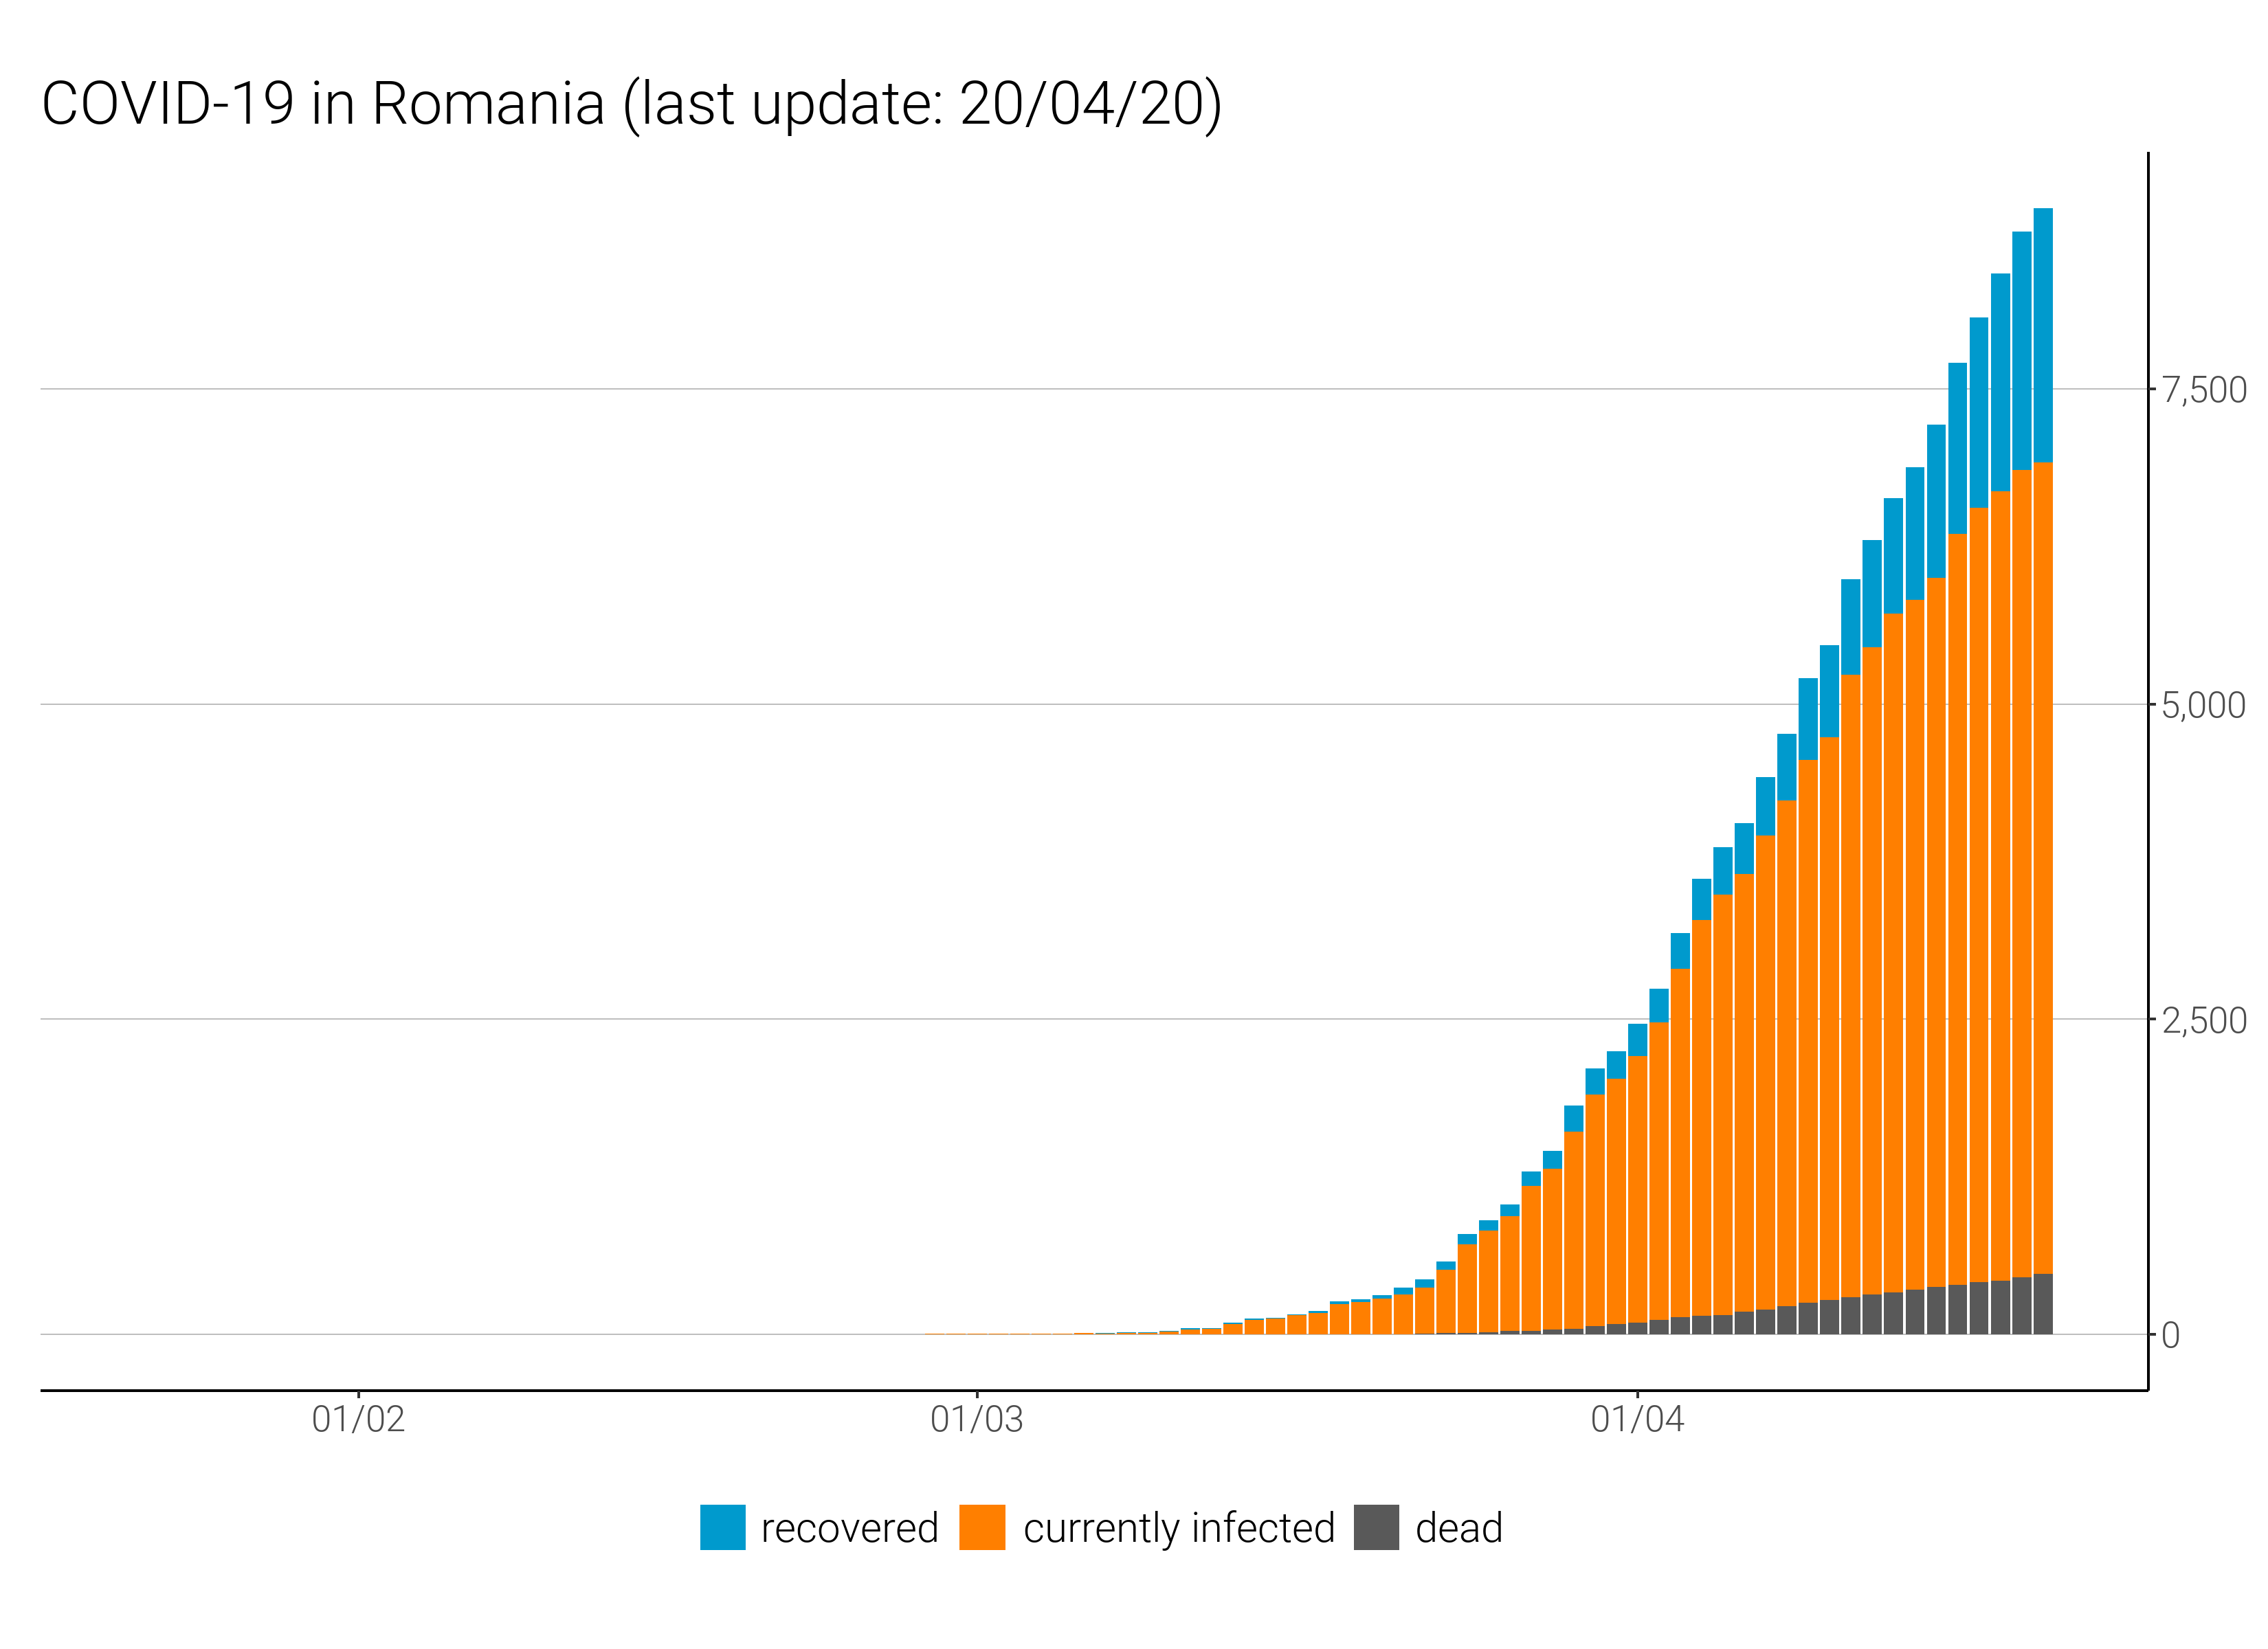 COVID-19 in Romania (last update: 20/04/20)
7,500
5,000
2,500
0
01/02 01/03 01/04
recovered currently infected dead